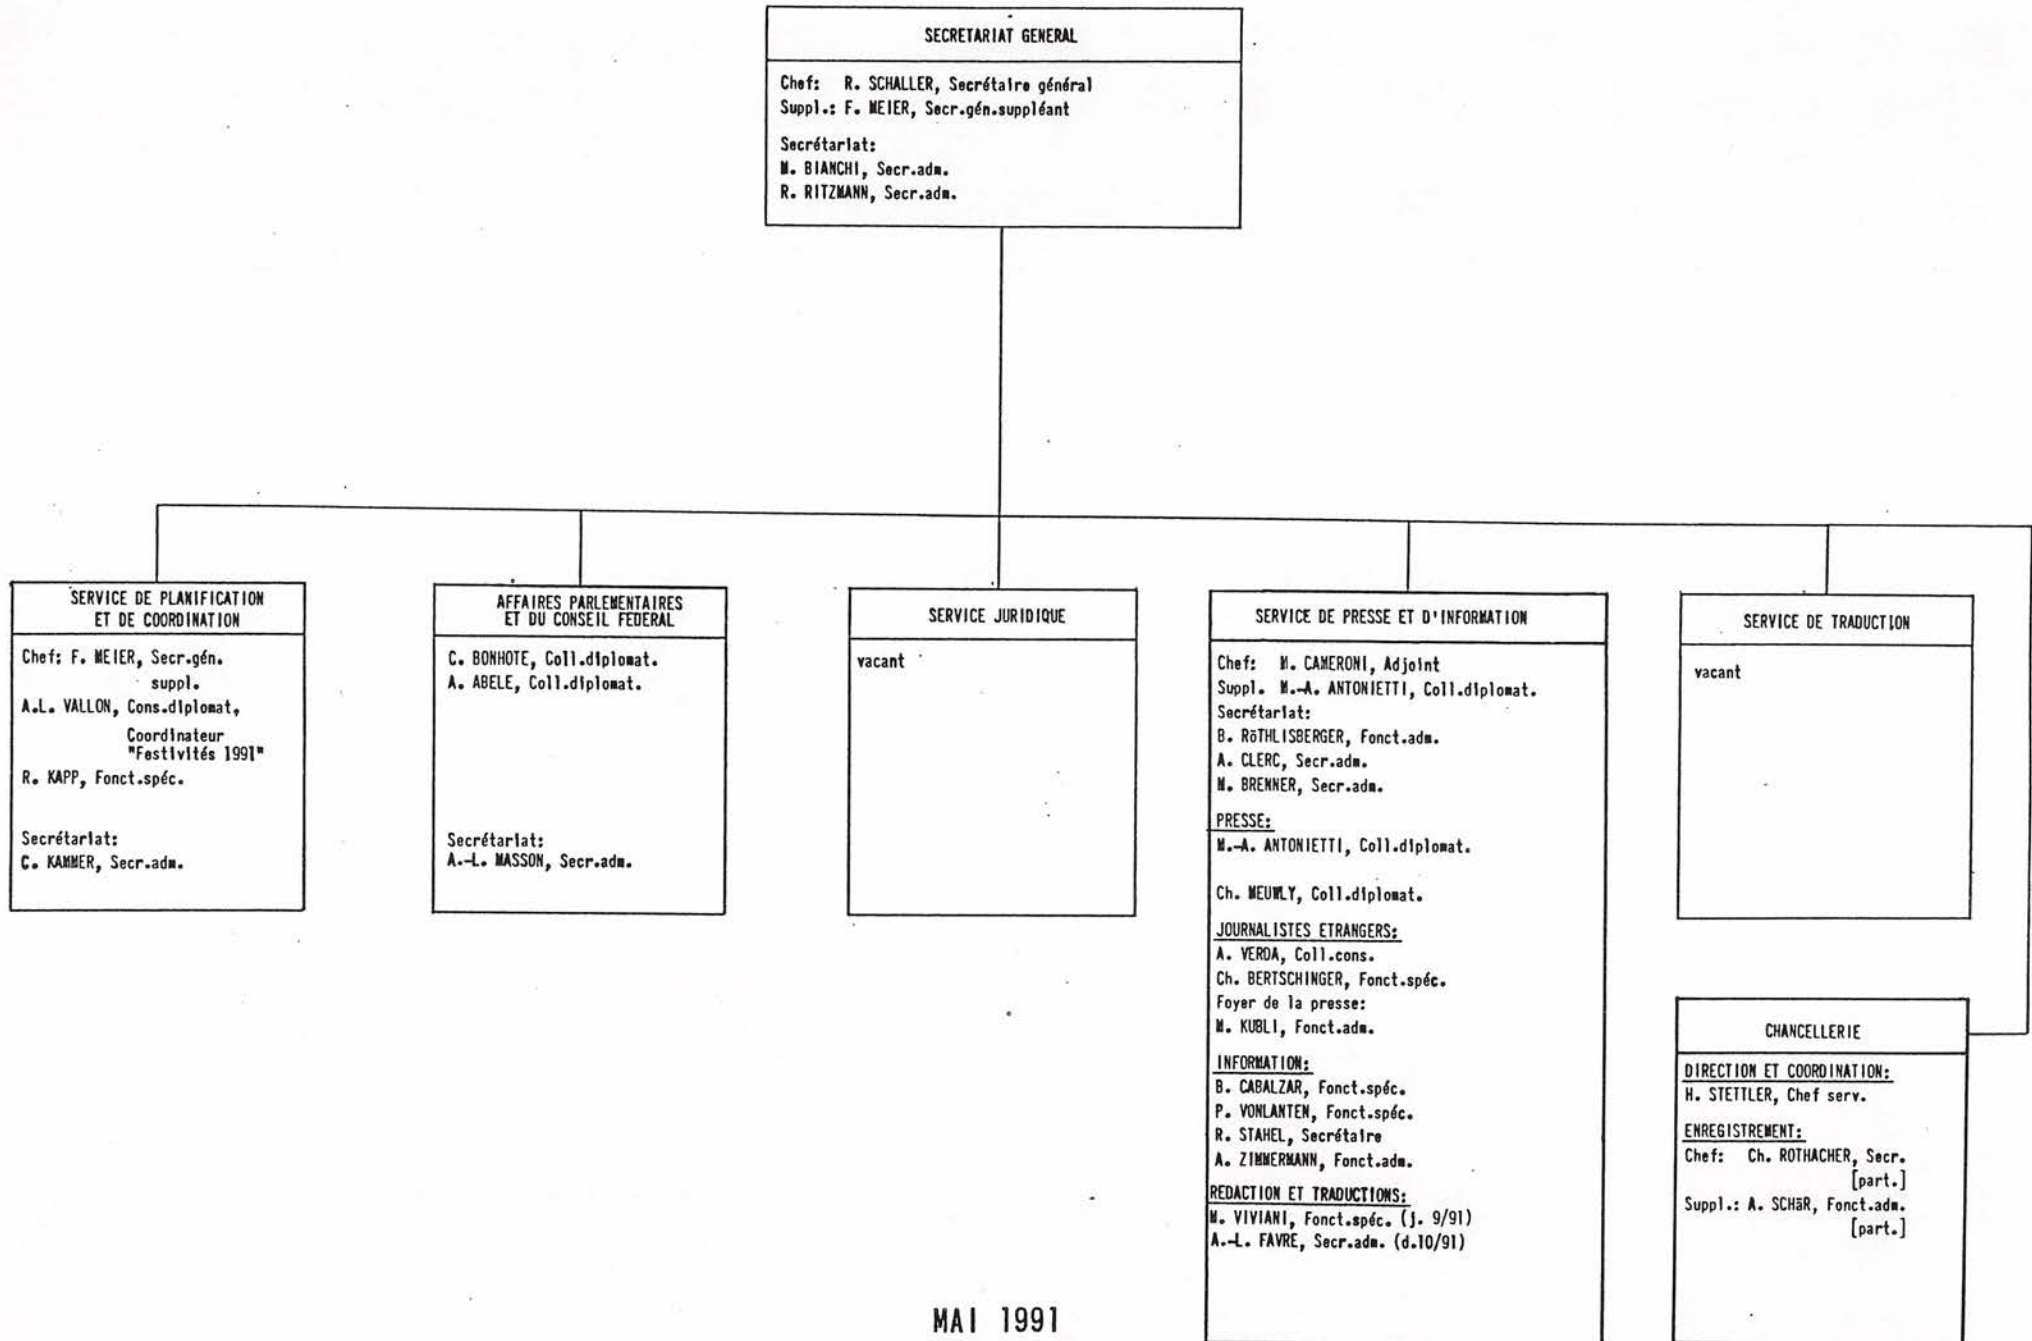 SECRETARIAT GENERAL
Chef: R. SCHALLER, Secrétaire général
Suppl.: F. MEIER, Secr.gén.suppléant
Secrétariat:
M. BIANCHI, Secr.adm.
R. RITZMANN, Secr.adm.
SERVICE DE PLANIFICATION
ET DE COORDINATION
Chef: F. MEIER, Secr.gén.
suppl.
A.L. VALLON, Cons.diplomat,
Coordinateur
"Festivités 1991"
R. KAPP, Fonct.spéc.
Secrétariat:
C. KAMMER, Secr.adm.
AFFAIRES PARLEMENTAIRES
ET DU CONSEIL FEDERAL
C. BONHOTE, Coll.diplomat.
A. ABELE, Coll.diplomat.
Secrétariat:
A.-L. MASSON, Secr.adm.
SERVICE JURIDIQUE
vacant
SERVICE DE PRESSE ET D'INFORMATION
Chef: M. CAMERONI, Adjoint
Suppl. M.-A. ANTONIETTI, Coll.diplomat.
Secrétariat:
B. RöTHLISBERGER, Fonct.adm.
A. CLERC, Secr.adm.
M. BRENNER, Secr.adm.
PRESSE:
M.-A. ANTONIETTI, Coll.diplomat.
Ch. MEUWLY, Coll.diplomat.
JOURNALISTES ETRANGERS:
A. VERDA, Coll.cons.
Ch. BERTSCHINGER, Fonct.spéc.
Foyer de la presse:
M. KUBLI, Fonct.adm.
INFORMATION:
B. CABALZAR, Fonct.spéc.
P. VONLANTEN, Fonct.spéc.
R. STAHEL, Secrétaire
A. ZIMMERMANN, Fonct.adm.
REDACTION ET TRADUCTIONS:
M. VIVIANI, Fonct.spéc. (j. 9/91)
A.-L. FAVRE, Secr.adm. (d.10/91)
SERVICE DE TRADUCTION
vacant
CHANCELLERIE
DIRECTION ET COORDINATION:
H. STETTLER, Chef serv.
ENREGISTREMENT:
Chef: Ch. ROTHACHER, Secr.
[part.]
Suppl.: A. SCHäR, Fonct.adm.
[part.]
MAI 1991